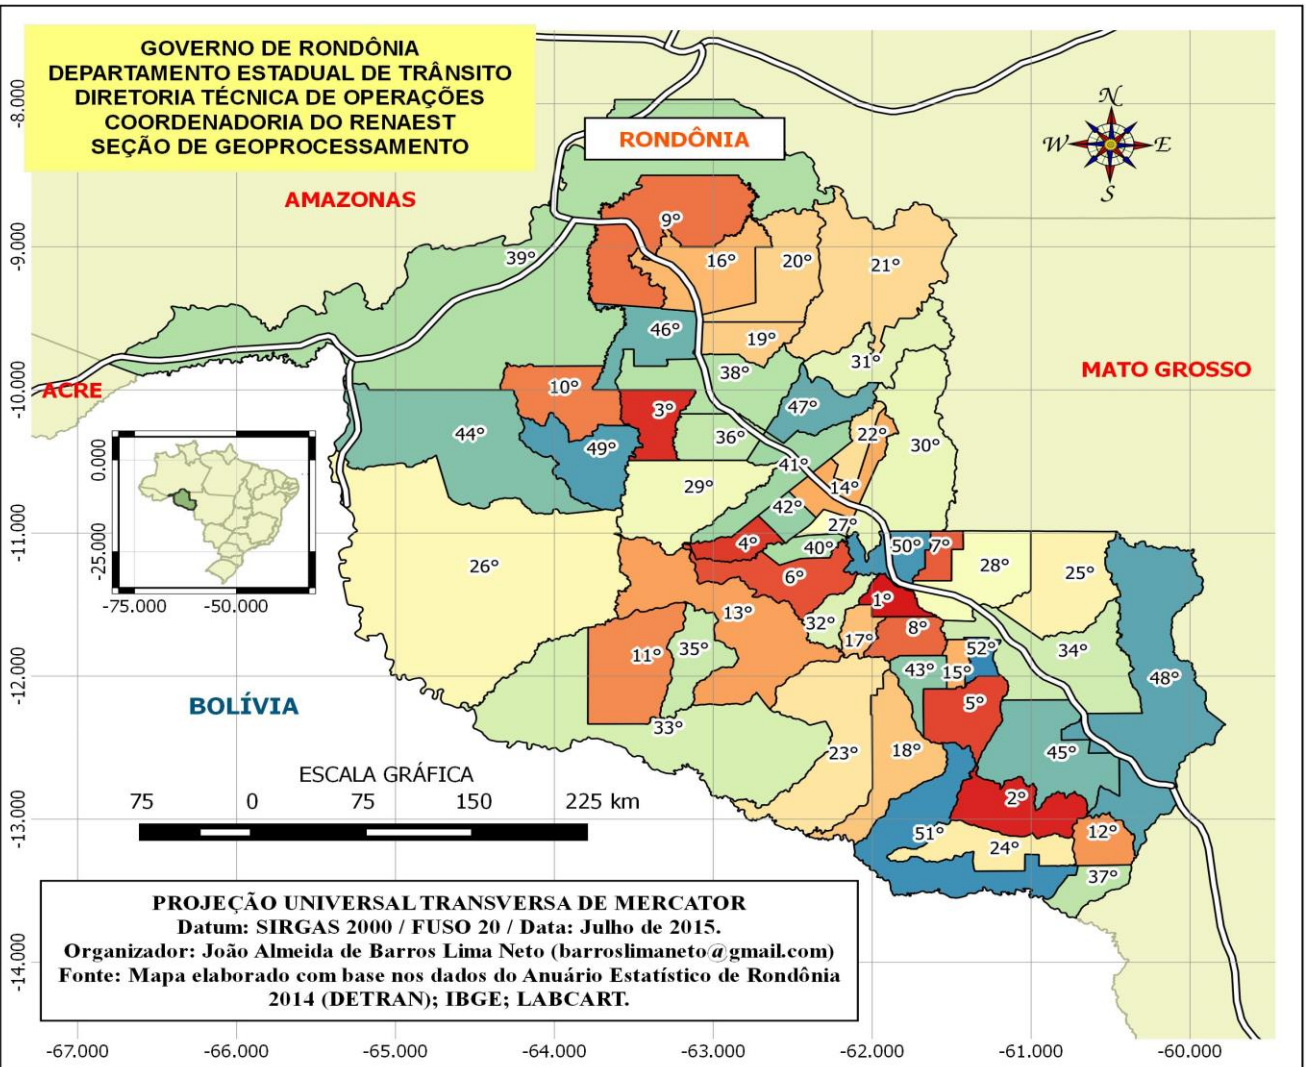 GOVERNO DE RONDÔNIA
DEPARTAMENTO ESTADUAL DE TRÂNSITO
DIRETORIA TÉCNICA DE OPERAÇÕES
COORDENADORIA DO RENAEST
SEÇÃO DE GEOPROCESSAMENTO
RONDÔNIA
N
W E
S
AMAZONAS
MATO GROSSO
ACRE
BOLÍVIA
9°
39°
16°
20°
21°
46°
19°
31°
38°
10°
3°
47°
44°
49°
36°
22°
30°
41°
29°
14°
42°
27°
4°
40°
50°
7°
26°
6°
28°
25°
1°
13°
32°
17°
8°
11°
35°
52°
34°
43°
15°
48°
5°
33°
23°
18°
45°
2°
51°
12°
24°
37°
0.000
-25.000
-75.000 -50.000
ESCALA GRÁFICA
75 0 75 150 225 km
PROJEÇÃO UNIVERSAL TRANSVERSA DE MERCATOR
Datum: SIRGAS 2000 / FUSO 20 / Data: Julho de 2015.
Organizador: João Almeida de Barros Lima Neto (barroslimaneto@gmail.com)
Fonte: Mapa elaborado com base nos dados do Anuário Estatístico de Rondônia
2014 (DETRAN); IBGE; LABCART.
-8.000
-9.000
-10.000
-11.000
-12.000
-13.000
-14.000
-67.000 -66.000 -65.000 -64.000 -63.000 -62.000 -61.000 -60.000